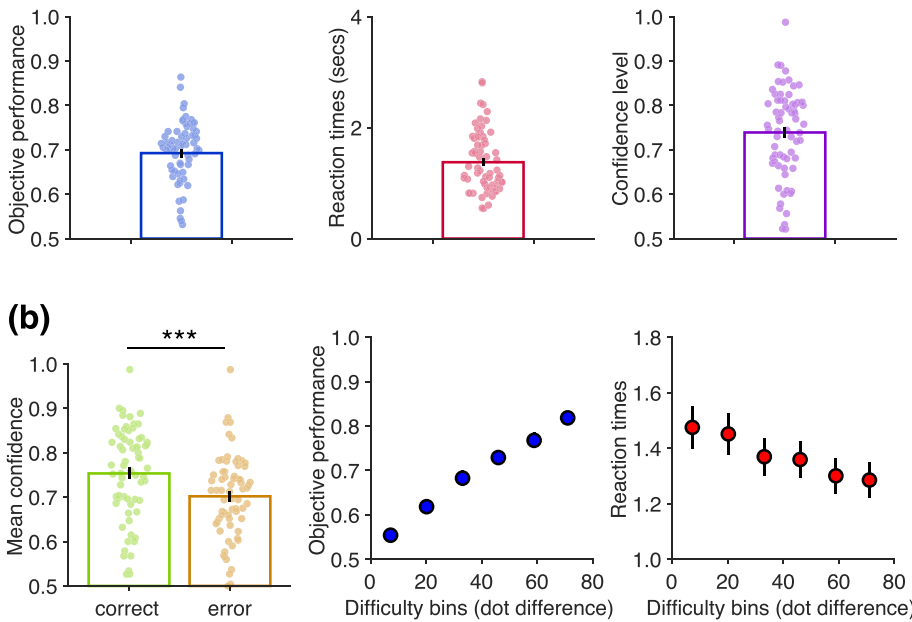 Objective performance
1.0
0.9
0.8
0.7
0.6
0.5
Reaction times (secs)
4
2
0
Confidence level
1.0
0.9
0.8
0.7
0.6
0.5
(b)
***
Mean confidence
1.0
0.9
0.8
0.7
0.6
0.5
correct error
Objective performance
1.0
0.9
0.8
0.7
0.6
0.5
0 20 40 60 80
Difficulty bins (dot difference)
Reaction times
1.8
1.6
1.4
1.2
1.0
0 20 40 60 80
Difficulty bins (dot difference)